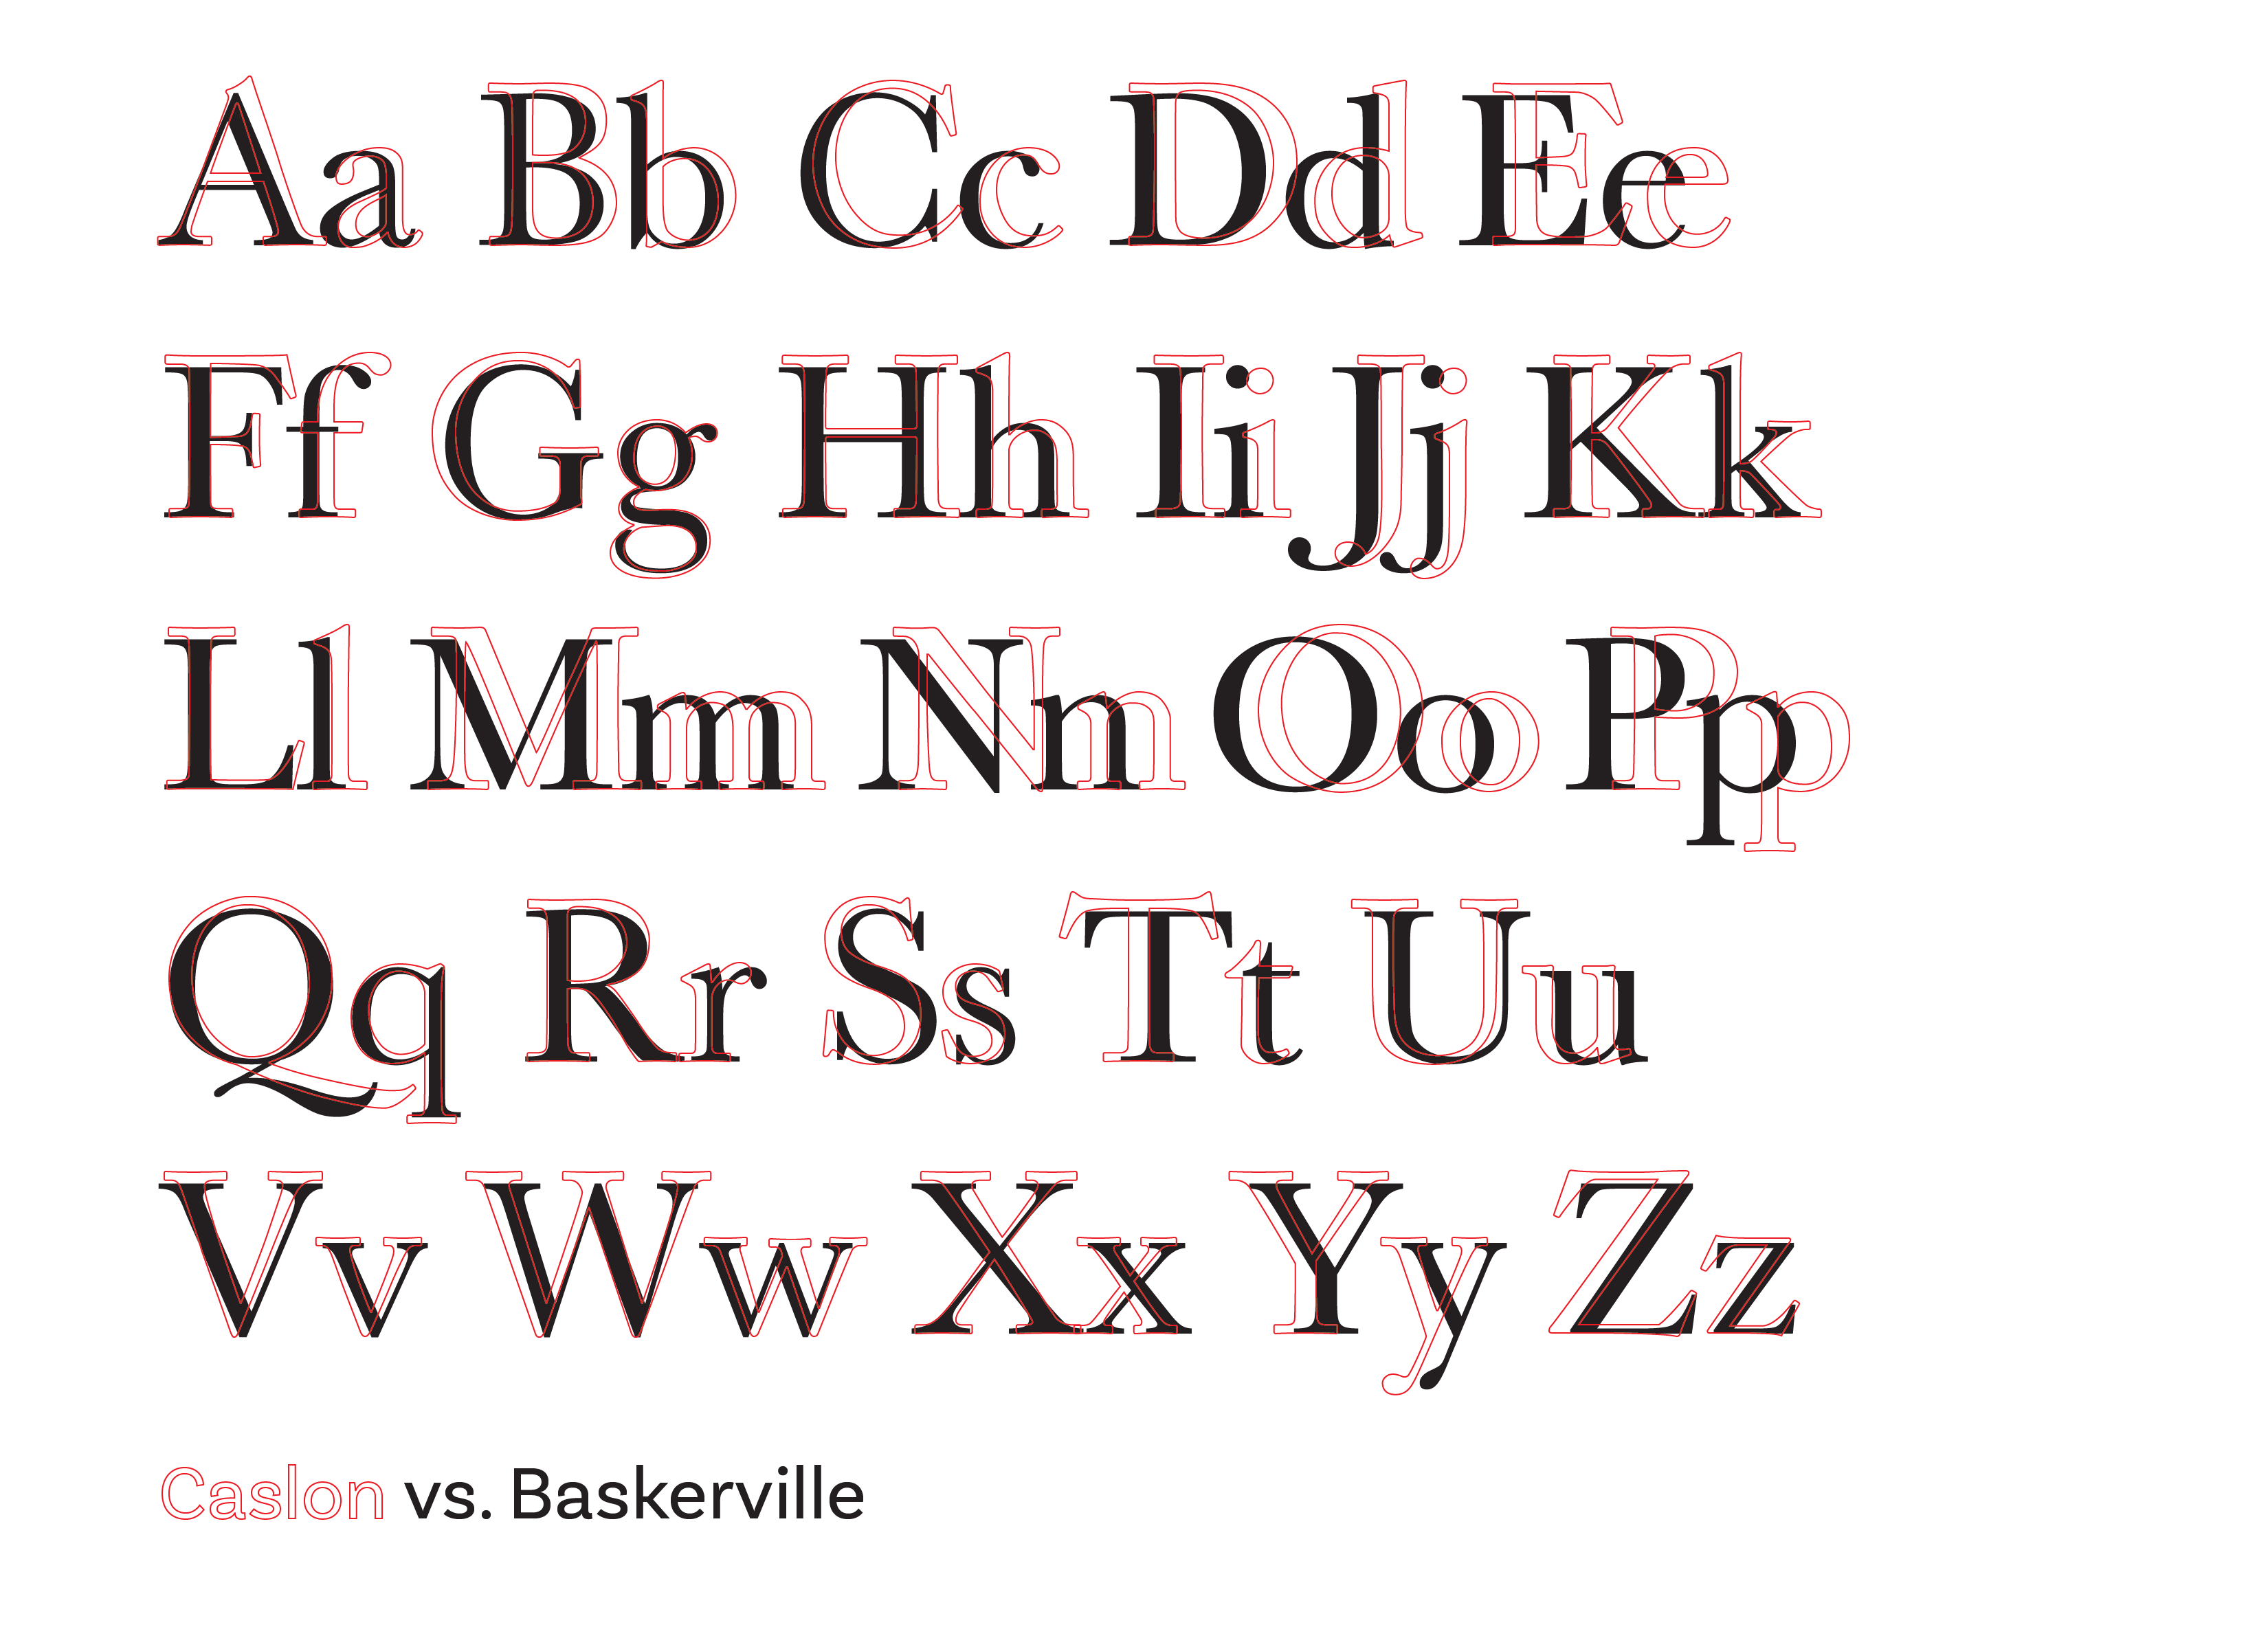 Aa Bb Cc Dd Ee
Ff Gg Hh Ii Jj Kk
Ll Mm Nn Oo Pp
Qq Rr Ss Tt Uu
Vv Ww Xx Yy Zz
Caslon vs. Baskerville